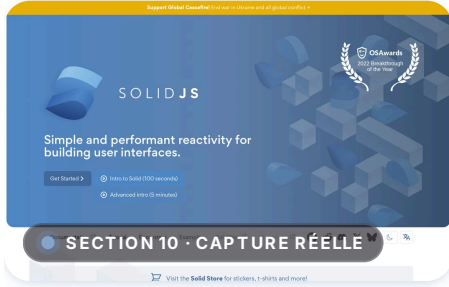 Support Global Ceasefire! End war in Ukraine and all global conflict →
OSAwards
2022 Breakthrough
of the Year
SOLIDJS
Simple and performant reactivity for
building user interfaces.
Get Started
Intro to Solid (100 seconds)
Advanced intro (5 minutes)
SECTION 10 · CAPTURE RÉELLE
Visit the Solid Store for stickers, t-shirts and more!